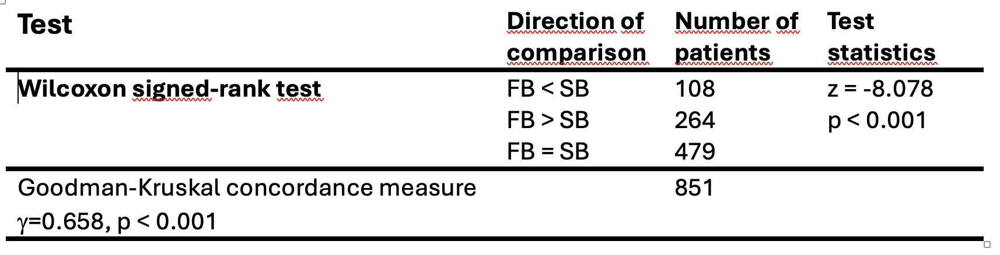 Test Direction of comparison Number of patients Test statistics
Wilcoxon signed-rank test FB < SB 108 z = -8.078
FB > SB 264 p < 0.001
FB = SB 479
Goodman-Kruskal concordance measure 851
γ=0.658, p < 0.001